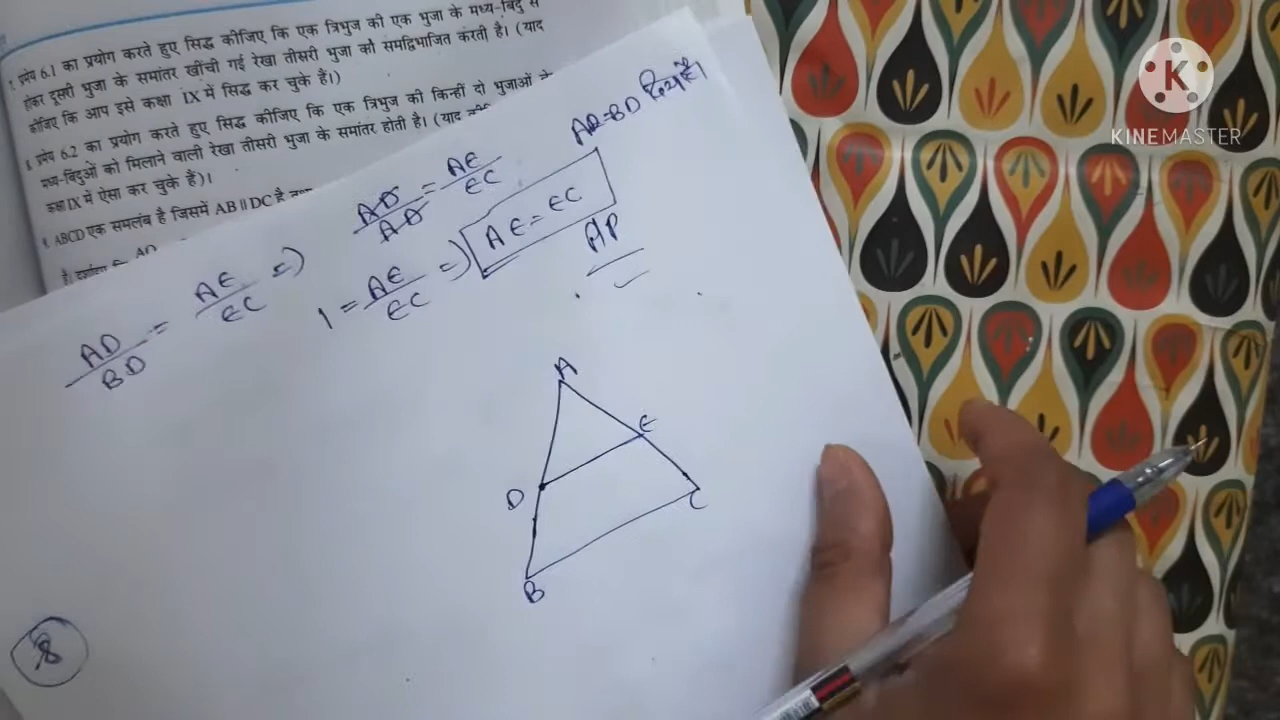 7. प्रमेय 6.1 का प्रयोग करते हुए सिद्ध कीजिए कि एक त्रिभुज की एक भुजा के मध्य-बिंदु से
होकर दूसरी भुजा के समांतर खींची गई रेखा तीसरी भुजा को समद्विभाजित करती है। (याद
कीजिए कि आप इसे कक्षा IX में सिद्ध कर चुके हैं।)
8. प्रमेय 6.2 का प्रयोग करते हुए सिद्ध कीजिए कि एक त्रिभुज की किन्हीं दो भुजाओं के
मध्य-बिंदुओं को मिलाने वाली रेखा तीसरी भुजा के समांतर होती है। (याद
कक्षा IX में ऐसा कर चुके हैं)।
ABCD एक समलंब है जिसमें AB || DC है
AD
KINEMASTER
K
AD/BD = AE/EC =>
AD/AD = AE/EC
AD=BD दिया है।
1 = AE/EC => AE = EC
HP
A
E
D
C
B
8